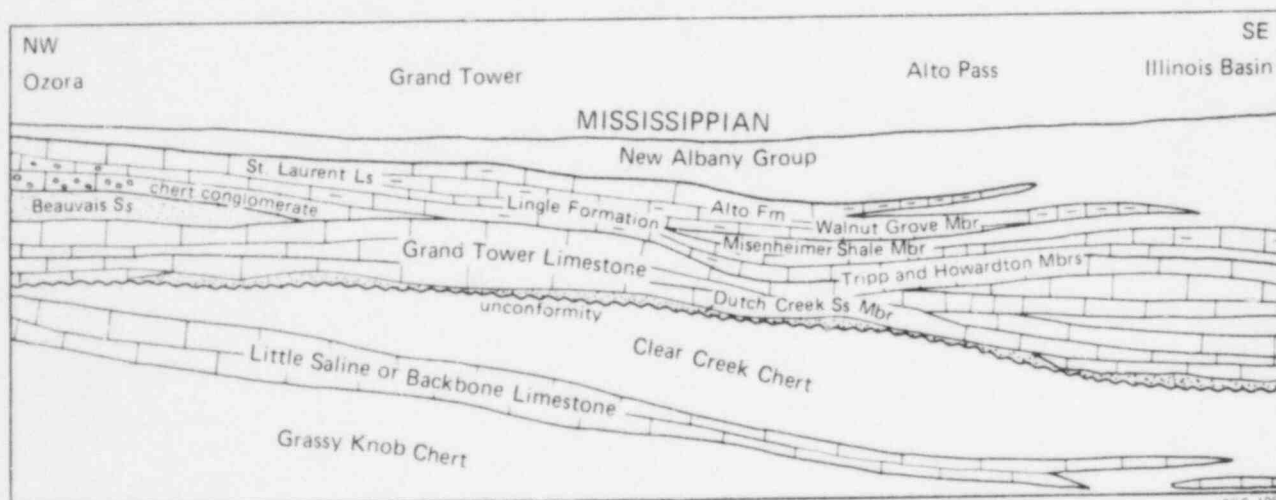 NW
SE
Ozora
Grand Tower
Alto Pass
Illinois Basin
MISSISSIPPIAN
New Albany Group
St. Laurent Ls
chert conglomerate
Beauvais Ss
Lingle Formation
Alto Fm
Walnut Grove Mbr
Misenheimer Shale Mbr
Grand Tower Limestone
Tripp and Howardton Mbrs
Dutch Creek Ss Mbr
unconformity
Clear Creek Chert
Little Saline or Backbone Limestone
Grassy Knob Chert